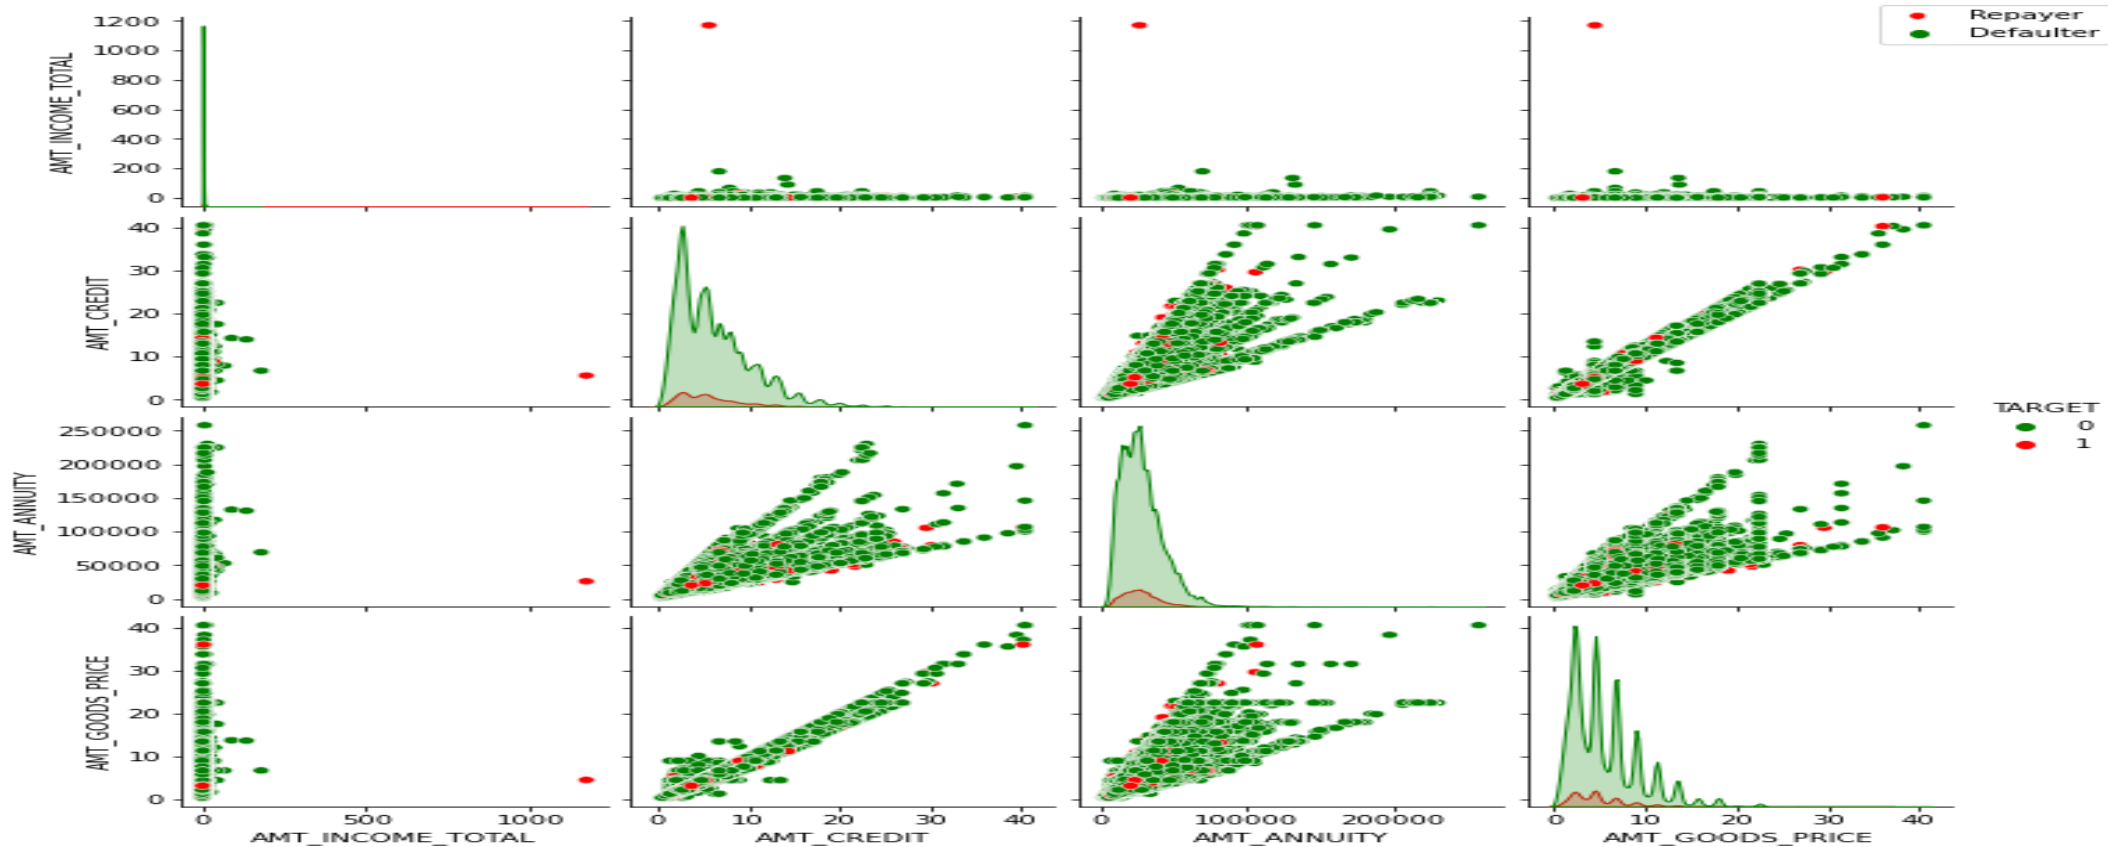 Repayer
Defaulter
1200
1000
800
600
400
200
0
AMT_INCOME_TOTAL
40
30
20
10
0
AMT_CREDIT
TARGET
0
1
250000
200000
150000
100000
50000
0
AMT_ANNUITY
40
30
20
10
0
AMT_GOODS_PRICE
0 500 1000
0 10 20 30 40
0 100000 200000
0 10 20 30 40
AMT_INCOME_TOTAL AMT_CREDIT AMT_ANNUITY AMT_GOODS_PRICE